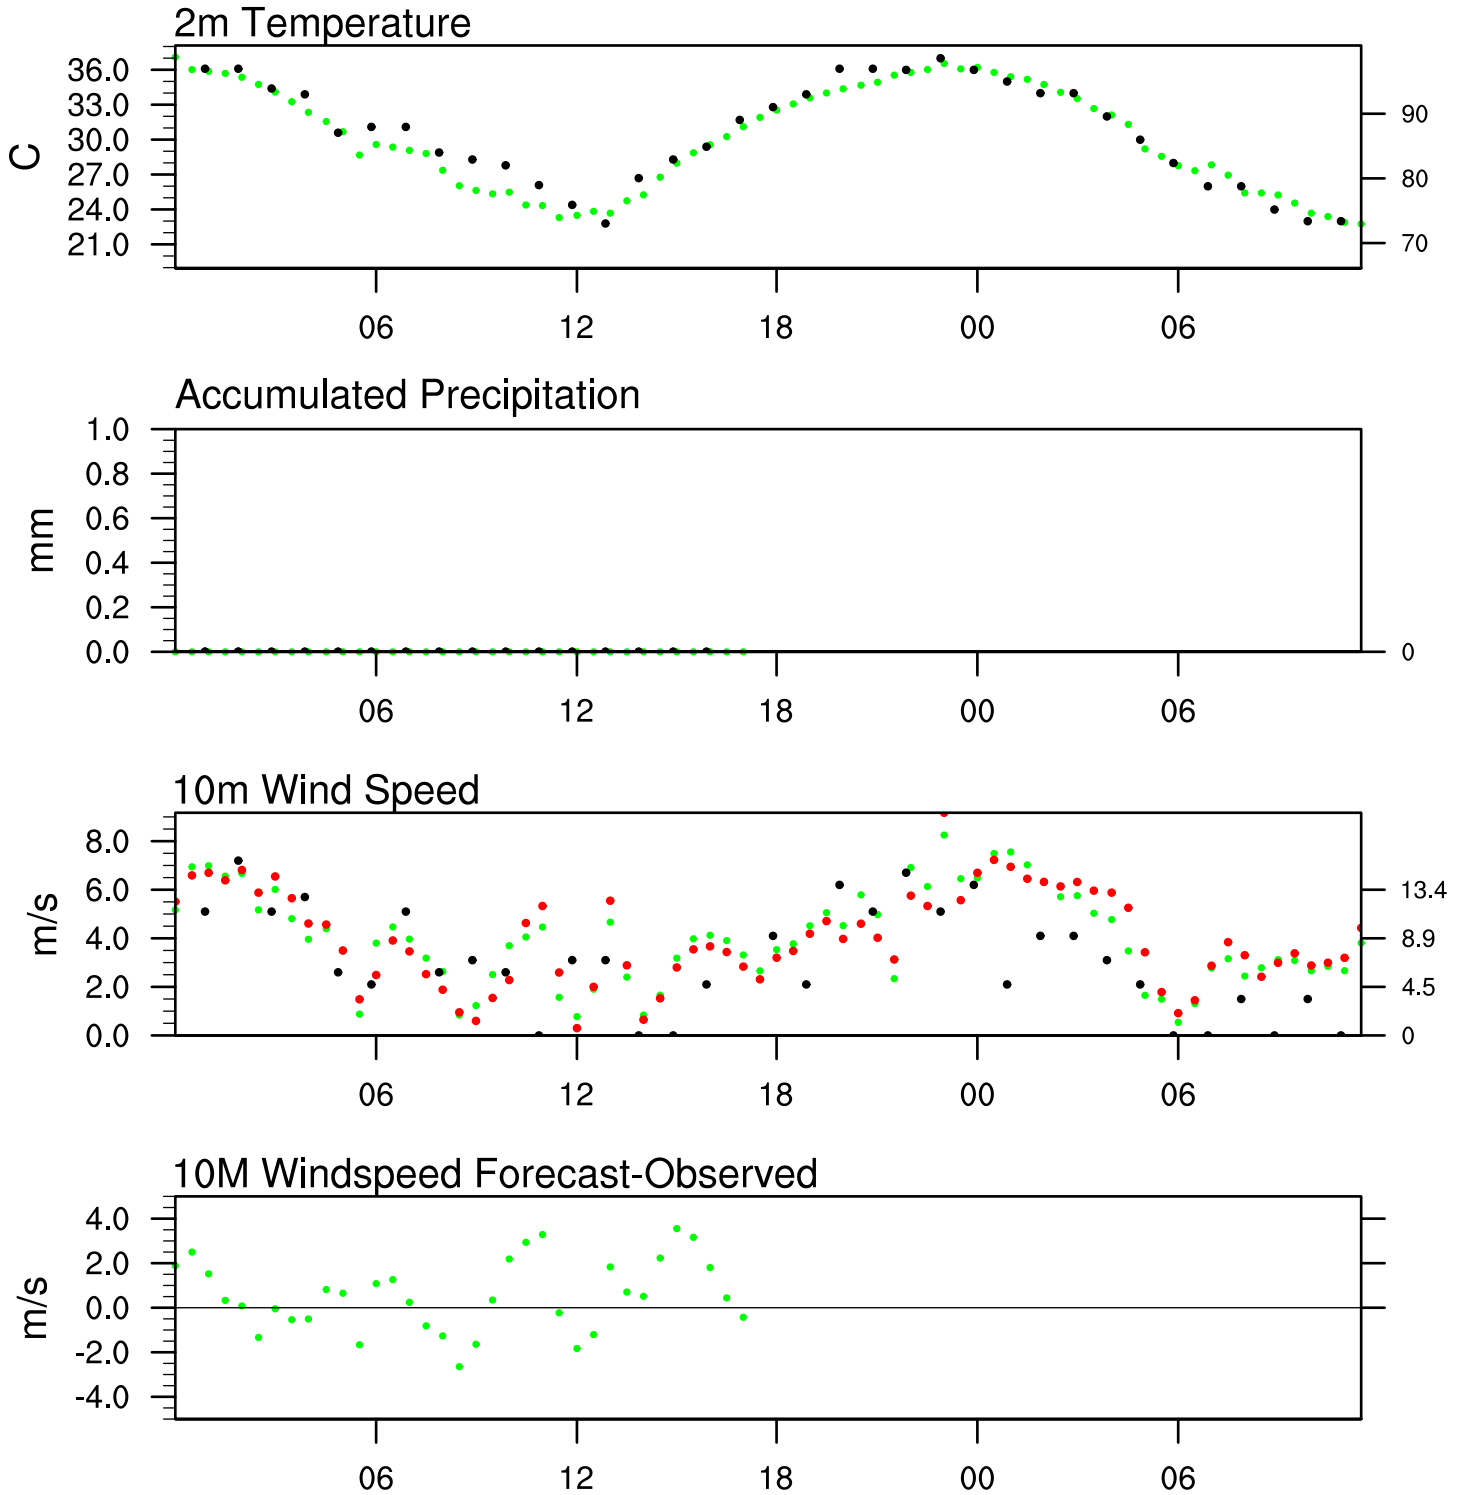 2m Temperature
36.0
33.0
30.0
27.0
24.0
21.0
C
90
80
70
06 12 18 00 06
Accumulated Precipitation
1.0
0.8
0.6
0.4
0.2
0.0
mm
0
06 12 18 00 06
10m Wind Speed
8.0
6.0
4.0
2.0
0.0
m/s
13.4
8.9
4.5
0
06 12 18 00 06
10M Windspeed Forecast-Observed
4.0
2.0
0.0
-2.0
-4.0
m/s
06 12 18 00 06